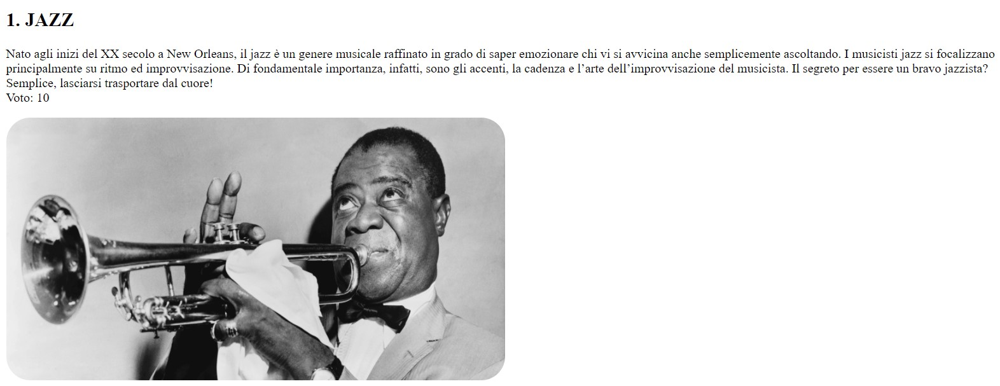 1. JAZZ
Nato agli inizi del XX secolo a New Orleans, il jazz è un genere musicale raffinato in grado di saper emozionare chi vi si avvicina anche semplicemente ascoltando. I musicisti jazz si focalizzano
principalmente su ritmo ed improvvisazione. Di fondamentale importanza, infatti, sono gli accenti, la cadenza e l’arte dell’improvvisazione del musicista. Il segreto per essere un bravo jazzista?
Semplice, lasciarsi trasportare dal cuore!
Voto: 10